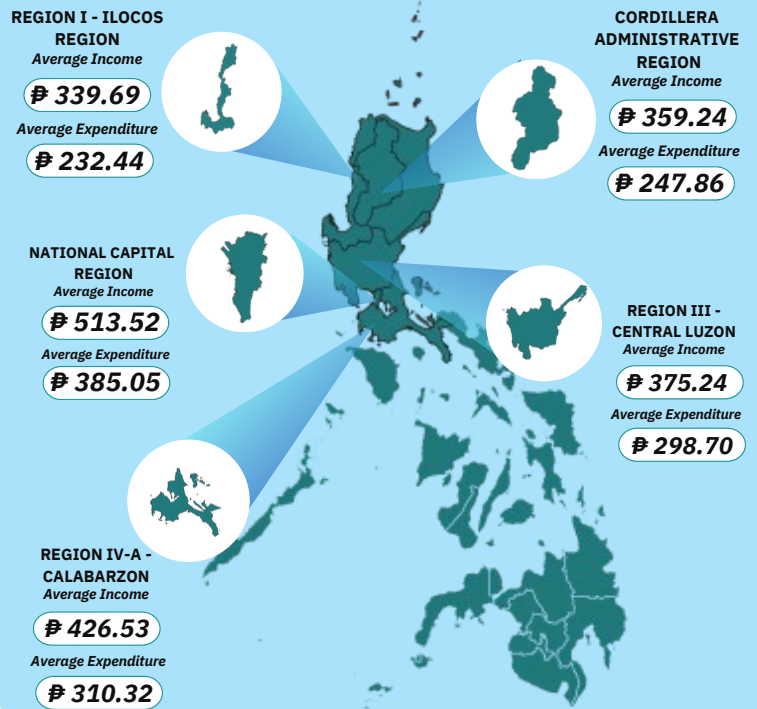 REGION I - ILOCOS
REGION
Average Income
₱ 339.69
Average Expenditure
₱ 232.44
CORDILLERA
ADMINISTRATIVE
REGION
Average Income
₱ 359.24
Average Expenditure
₱ 247.86
NATIONAL CAPITAL
REGION
Average Income
₱ 513.52
Average Expenditure
₱ 385.05
REGION III -
CENTRAL LUZON
Average Income
₱ 375.24
Average Expenditure
₱ 298.70
REGION IV-A -
CALABARZON
Average Income
₱ 426.53
Average Expenditure
₱ 310.32